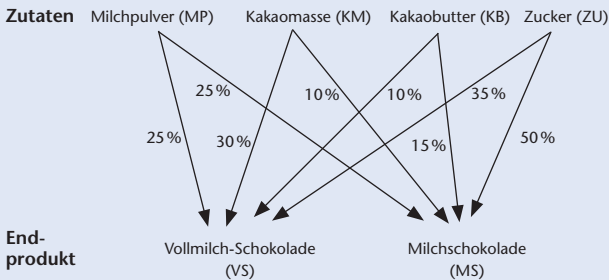 Zutaten Milchpulver (MP) Kakaomasse (KM) Kakaobutter (KB) Zucker (ZU)
25 % 10 % 10 % 35 %
25 % 30 % 15 % 50 %
End-
produkt
Vollmilch-Schokolade
(VS)
Milchschokolade
(MS)